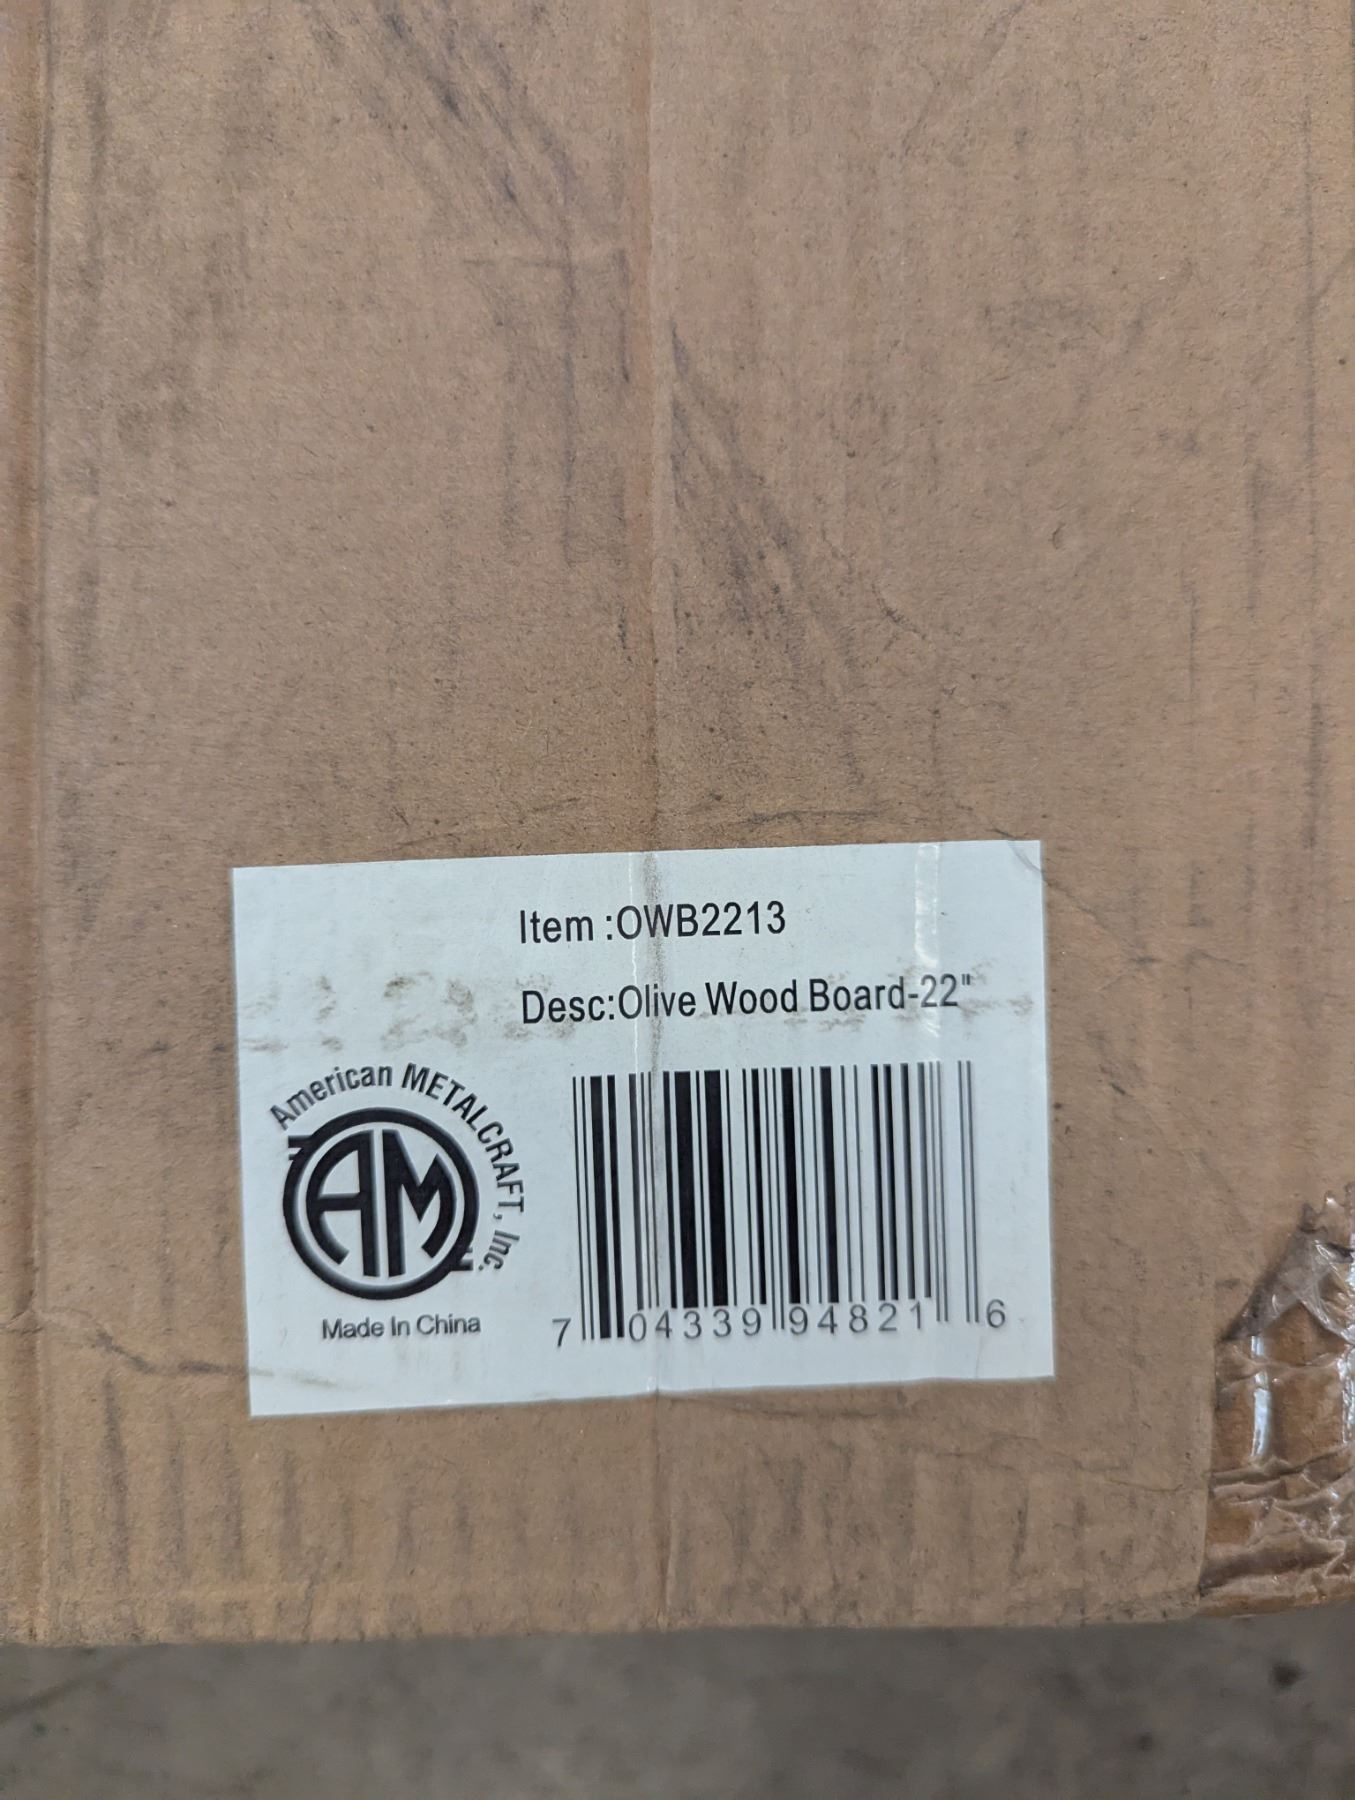 Item :OWB2213
Desc:Olive Wood Board-22"
American METALCRAFT, Inc.
AM
Made In China
7 04339 94821 6